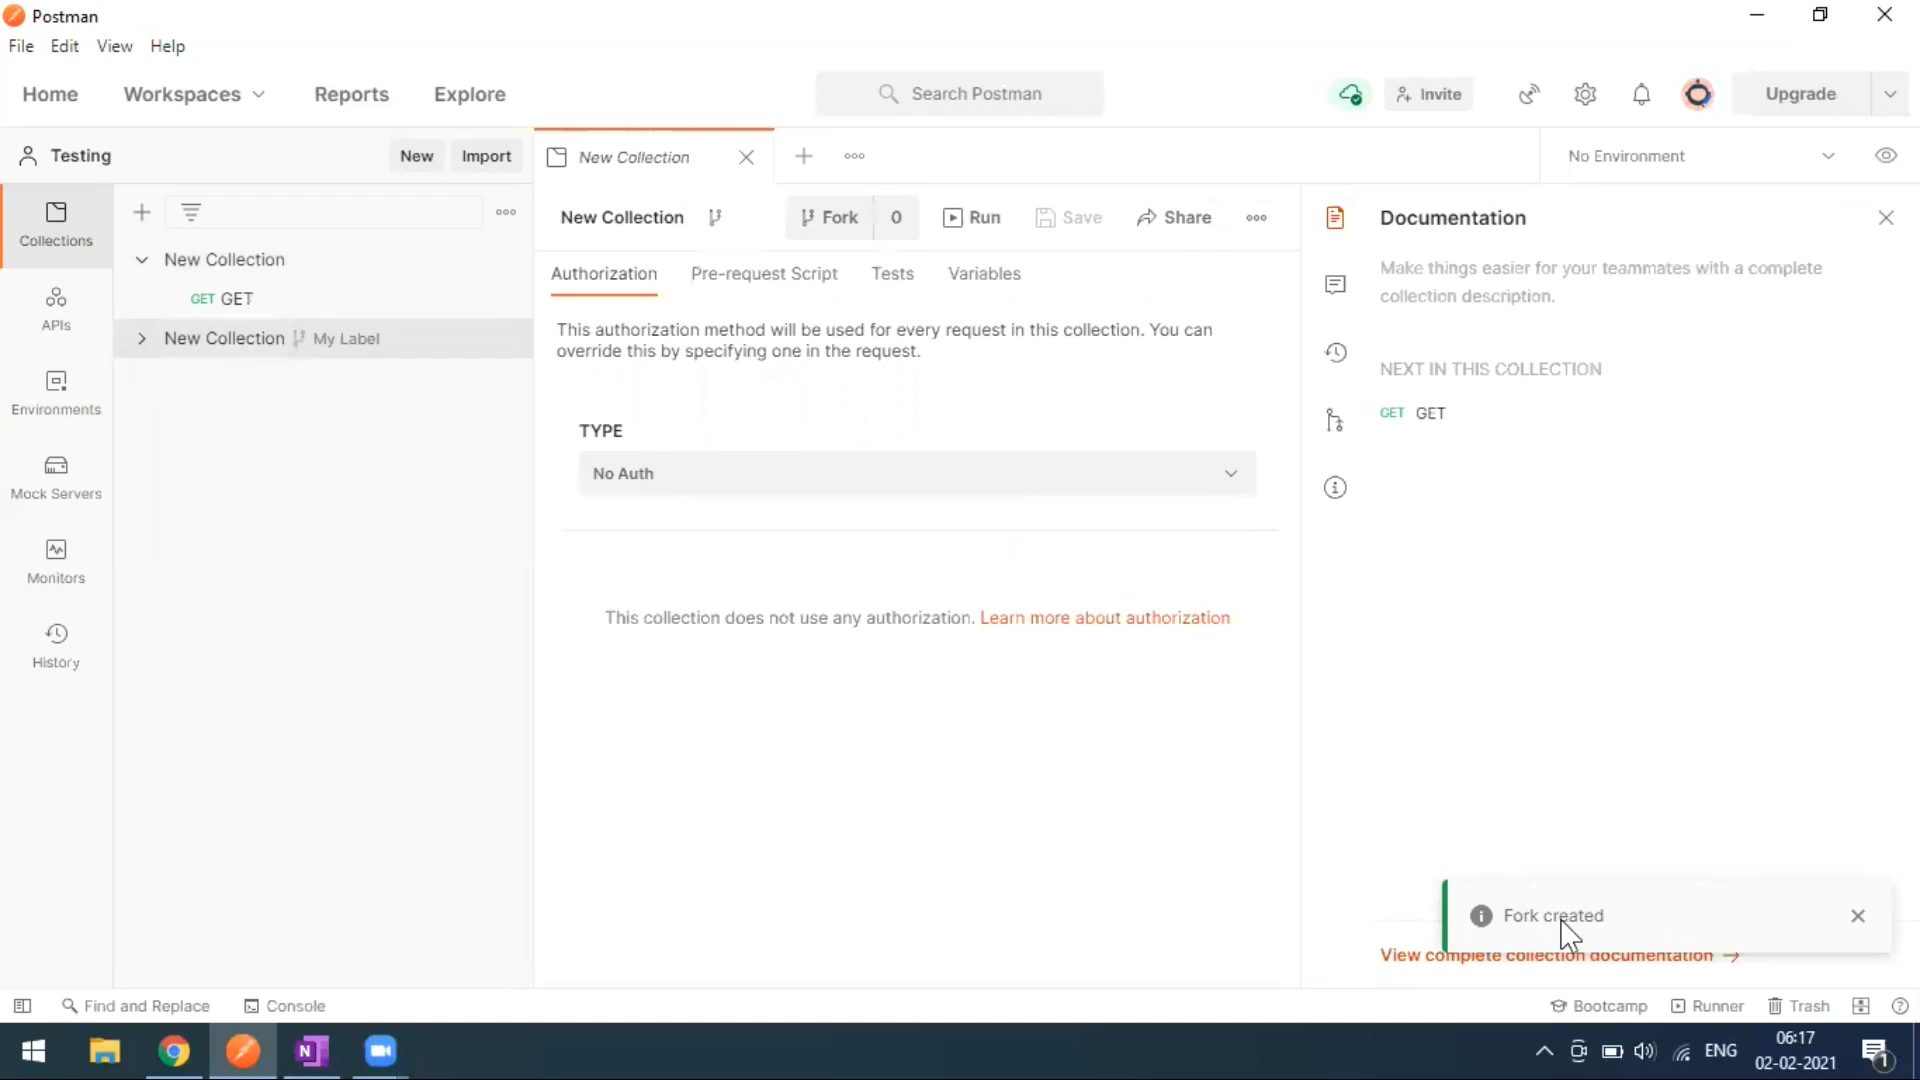 Postman
File Edit View Help
Home Workspaces Reports Explore Search Postman Invite Upgrade
Testing New Import New Collection No Environment
Collections
APIs
Environments
Mock Servers
Monitors
History
New Collection
GET GET
New Collection My Label
New Collection Fork 0 Run Save Share
Authorization Pre-request Script Tests Variables
This authorization method will be used for every request in this collection. You can
override this by specifying one in the request.
TYPE
No Auth
This collection does not use any authorization. Learn more about authorization
Documentation
Make things easier for your teammates with a complete
collection description.
NEXT IN THIS COLLECTION
GET GET
Fork created
View complete collection documentation →
Find and Replace Console Bootcamp Runner Trash
N ENG 06:17
02-02-2021
1